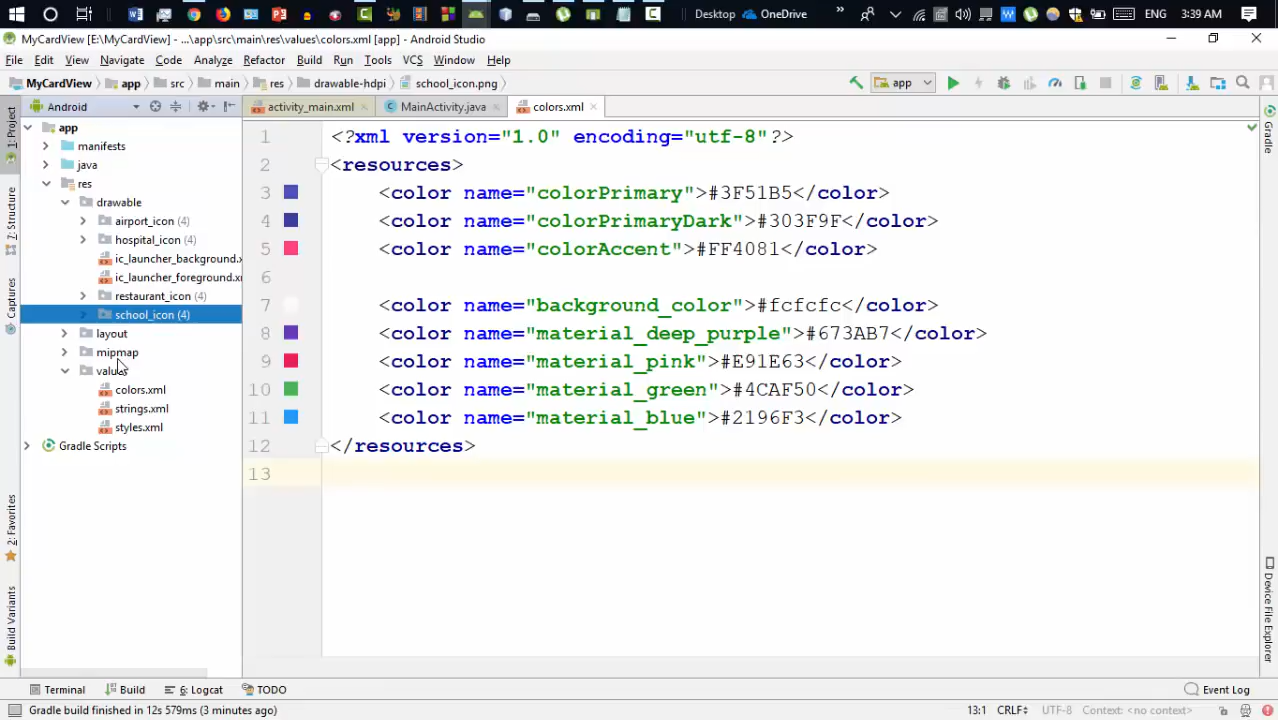 Desktop
OneDrive
ENG
3:39 AM
MyCardView [E:\MyCardView] - ...\app\src\main\res\values\colors.xml [app] - Android Studio
File Edit View Navigate Code Analyze Refactor Build Run Tools VCS Window Help
MyCardView app src main res drawable-hdpi school_icon.png
app
Android
activity_main.xml MainActivity.java colors.xml
1: Project
Z: Structure
Captures
2: Favorites
Build Variants
app
manifests
java
res
drawable
airport_icon (4)
hospital_icon (4)
ic_launcher_background.x
ic_launcher_foreground.x
restaurant_icon (4)
school_icon (4)
layout
mipmap
values
colors.xml
strings.xml
styles.xml
Gradle Scripts
1 <?xml version="1.0" encoding="utf-8"?>
2 <resources>
3 <color name="colorPrimary">#3F51B5</color>
4 <color name="colorPrimaryDark">#303F9F</color>
5 <color name="colorAccent">#FF4081</color>
6
7 <color name="background_color">#fcfcfc</color>
8 <color name="material_deep_purple">#673AB7</color>
9 <color name="material_pink">#E91E63</color>
10 <color name="material_green">#4CAF50</color>
11 <color name="material_blue">#2196F3</color>
12 </resources>
13
Gradle
Device File Explorer
Terminal Build 6: Logcat TODO
Event Log
Gradle build finished in 12s 579ms (3 minutes ago)
13:1 CRLF UTF-8 Context: <no context>